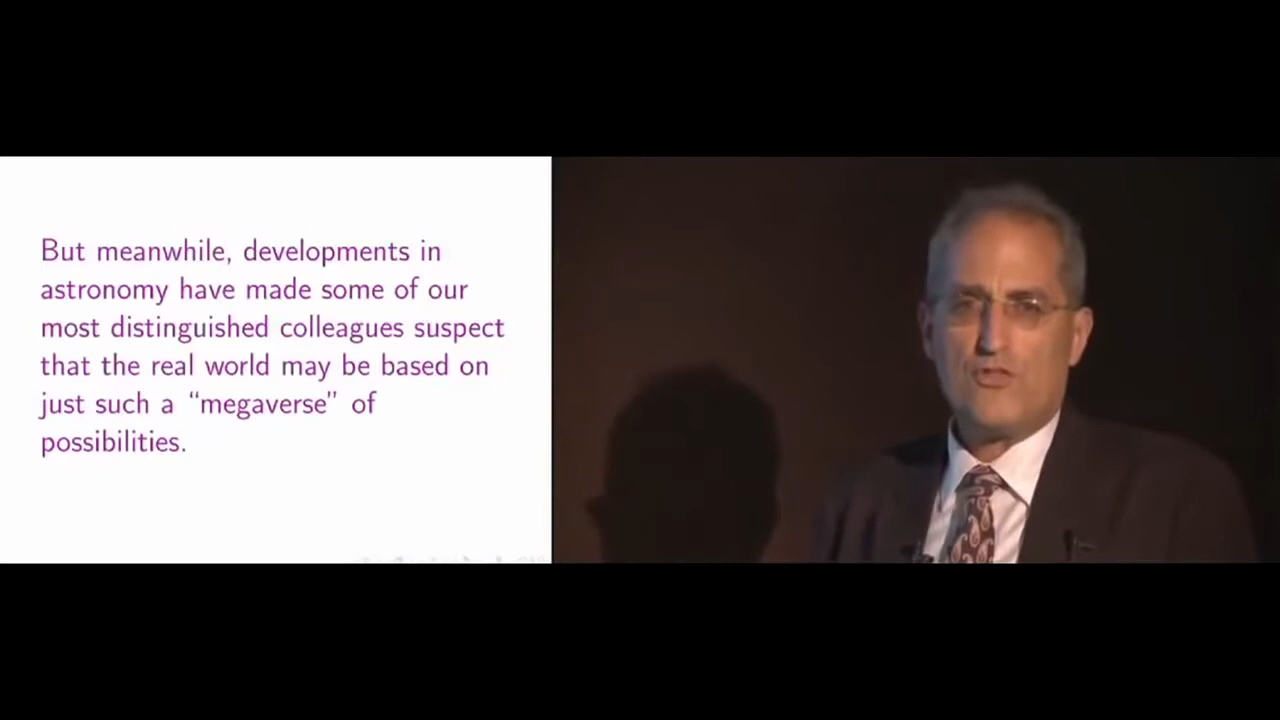 But meanwhile, developments in
astronomy have made some of our
most distinguished colleagues suspect
that the real world may be based on
just such a “megaverse” of
possibilities.